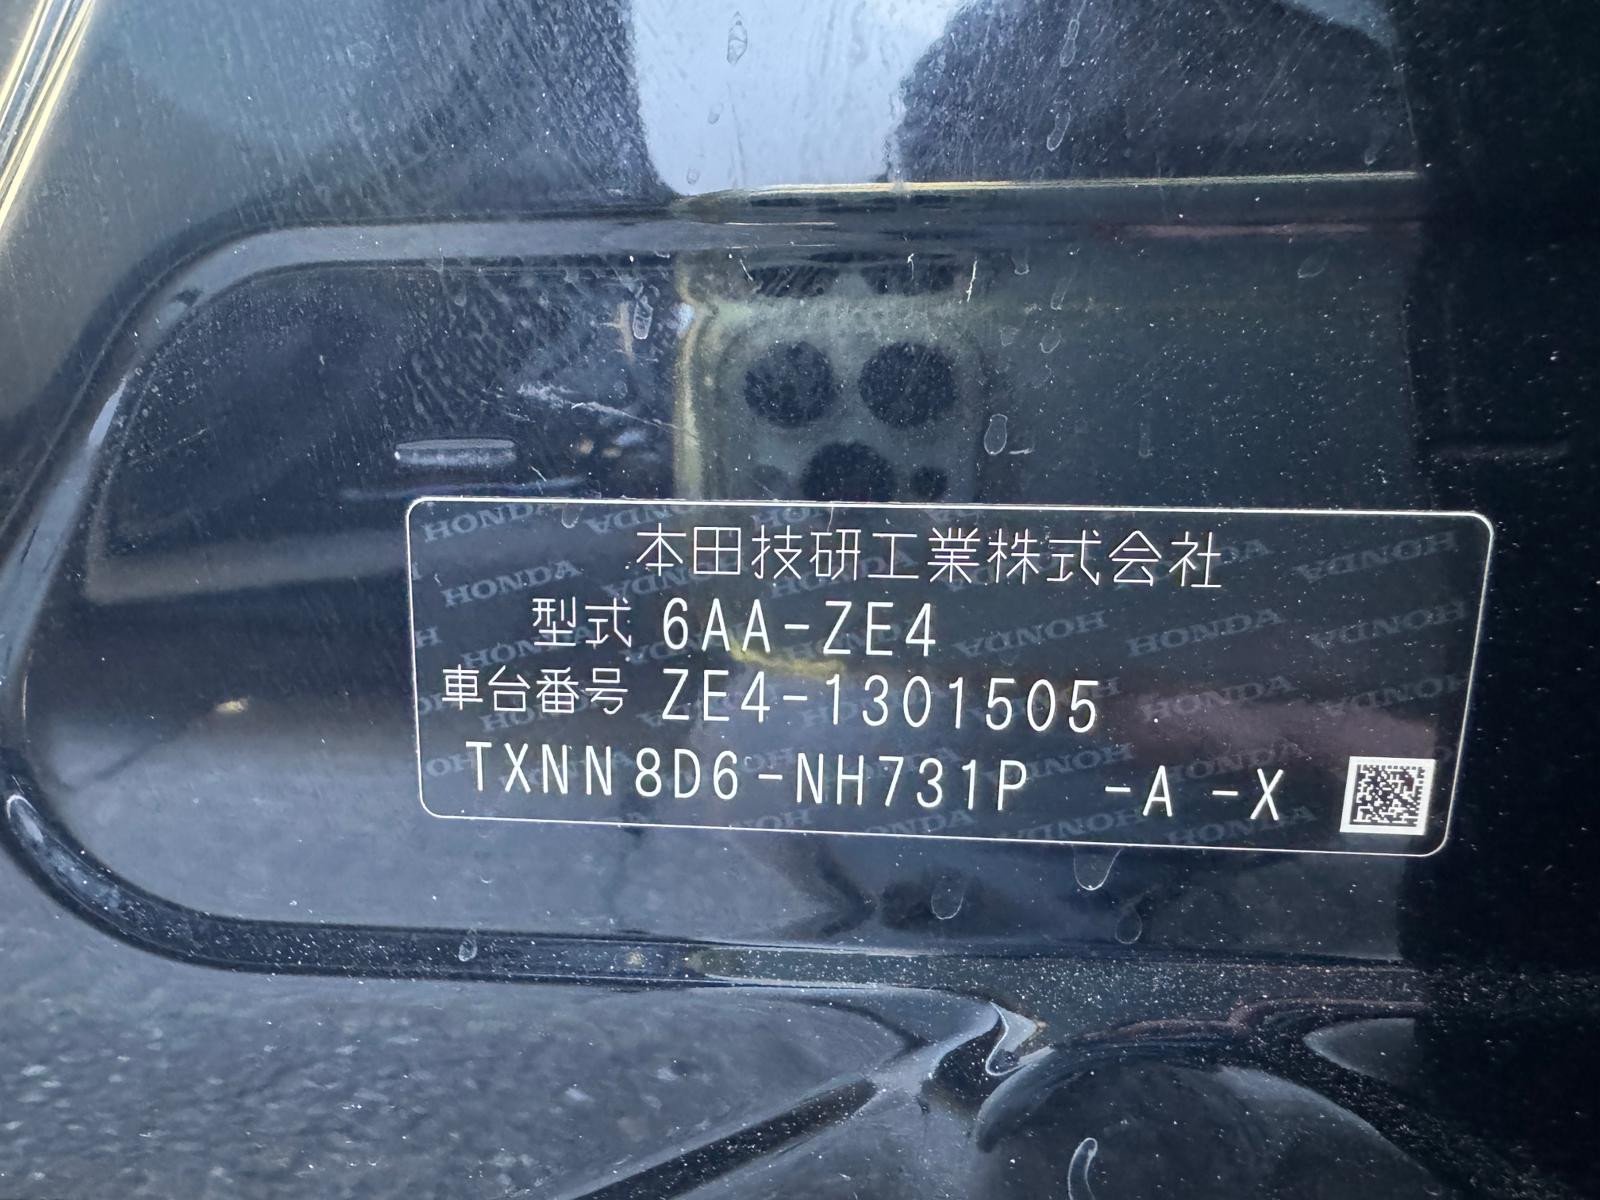 本田技研工業株式会社
型式 6AA-ZE4
車台番号 ZE4-1301505
TXNN8D6-NH731P -A -X